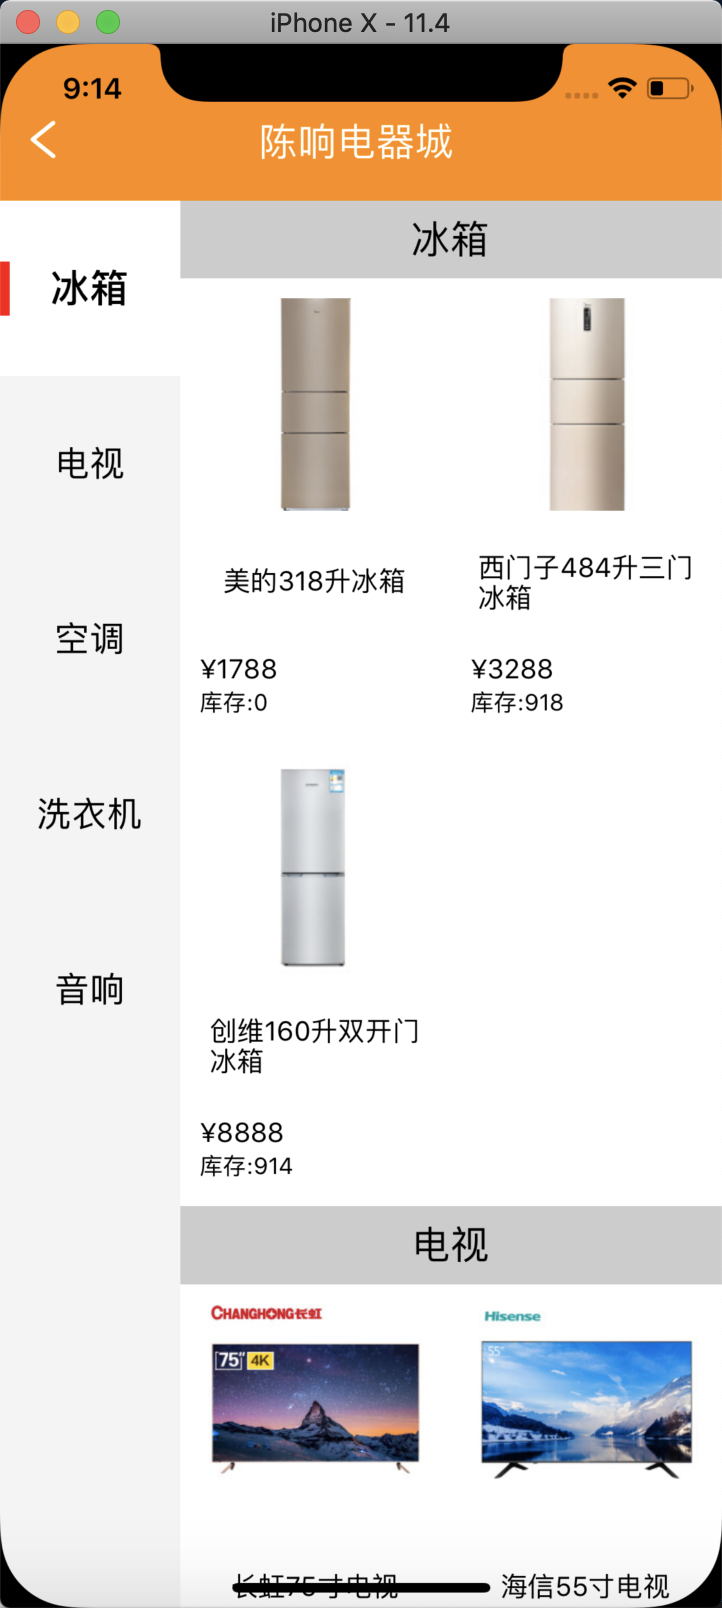 iPhone X - 11.4
9:14
陈响电器城
冰箱
电视
空调
洗衣机
音响
冰箱
美的318升冰箱
¥1788
库存:0
西门子484升三门
冰箱
¥3288
库存:918
创维160升双开门
冰箱
¥8888
库存:914
电视
CHANGHONG长虹
75"
4K
长虹75寸电视
Hisense
55"
海信55寸电视